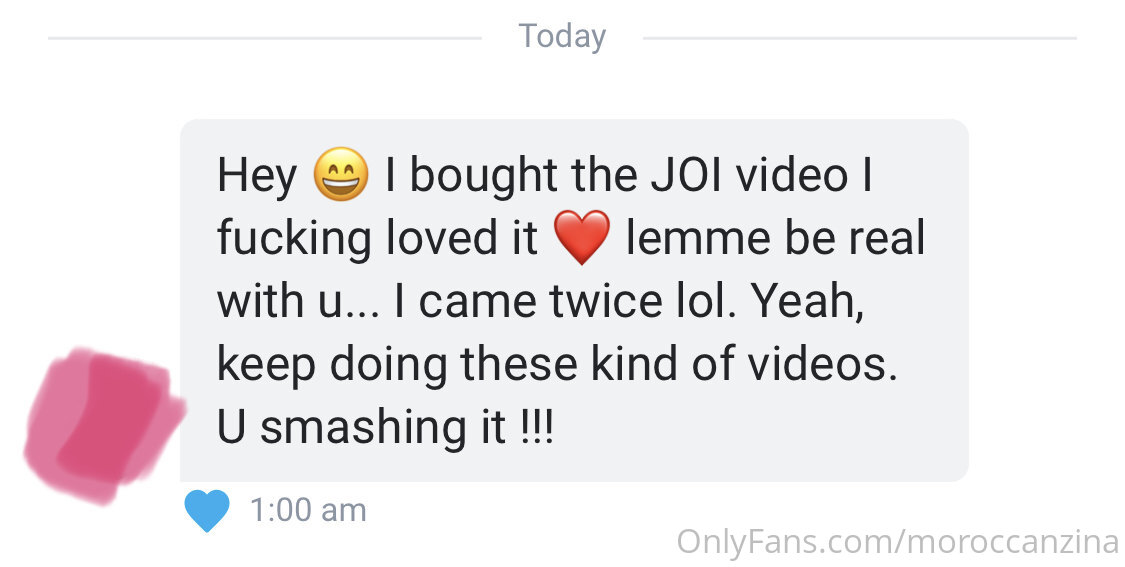 Today
Hey 😄 I bought the JOI video I
fucking loved it ❤️ lemme be real
with u... I came twice lol. Yeah,
keep doing these kind of videos.
U smashing it !!!
1:00 am
OnlyFans.com/moroccanzina